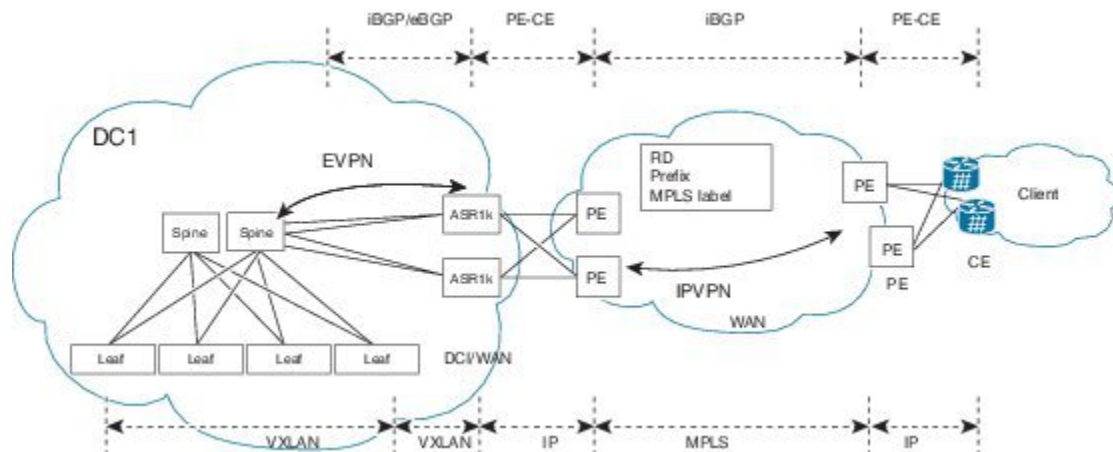 iBGP/eBGP
PE-CE
iBGP
PE-CE
DC1
EVPN
RD
Prefix
MPLS label
PE
Client
ASR1k
PE
Spine
Spine
PE
CE
ASR1k
PE
IPVPN
PE
WAN
Leaf
Leaf
Leaf
Leaf
DCI/WAN
VXLAN
VXLAN
IP
MPLS
IP